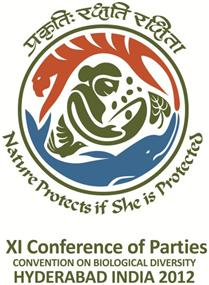 प्रकृतिः रक्षति रक्षिता
Nature Protects if She is Protected
XI Conference of Parties
CONVENTION ON BIOLOGICAL DIVERSITY
HYDERABAD INDIA 2012